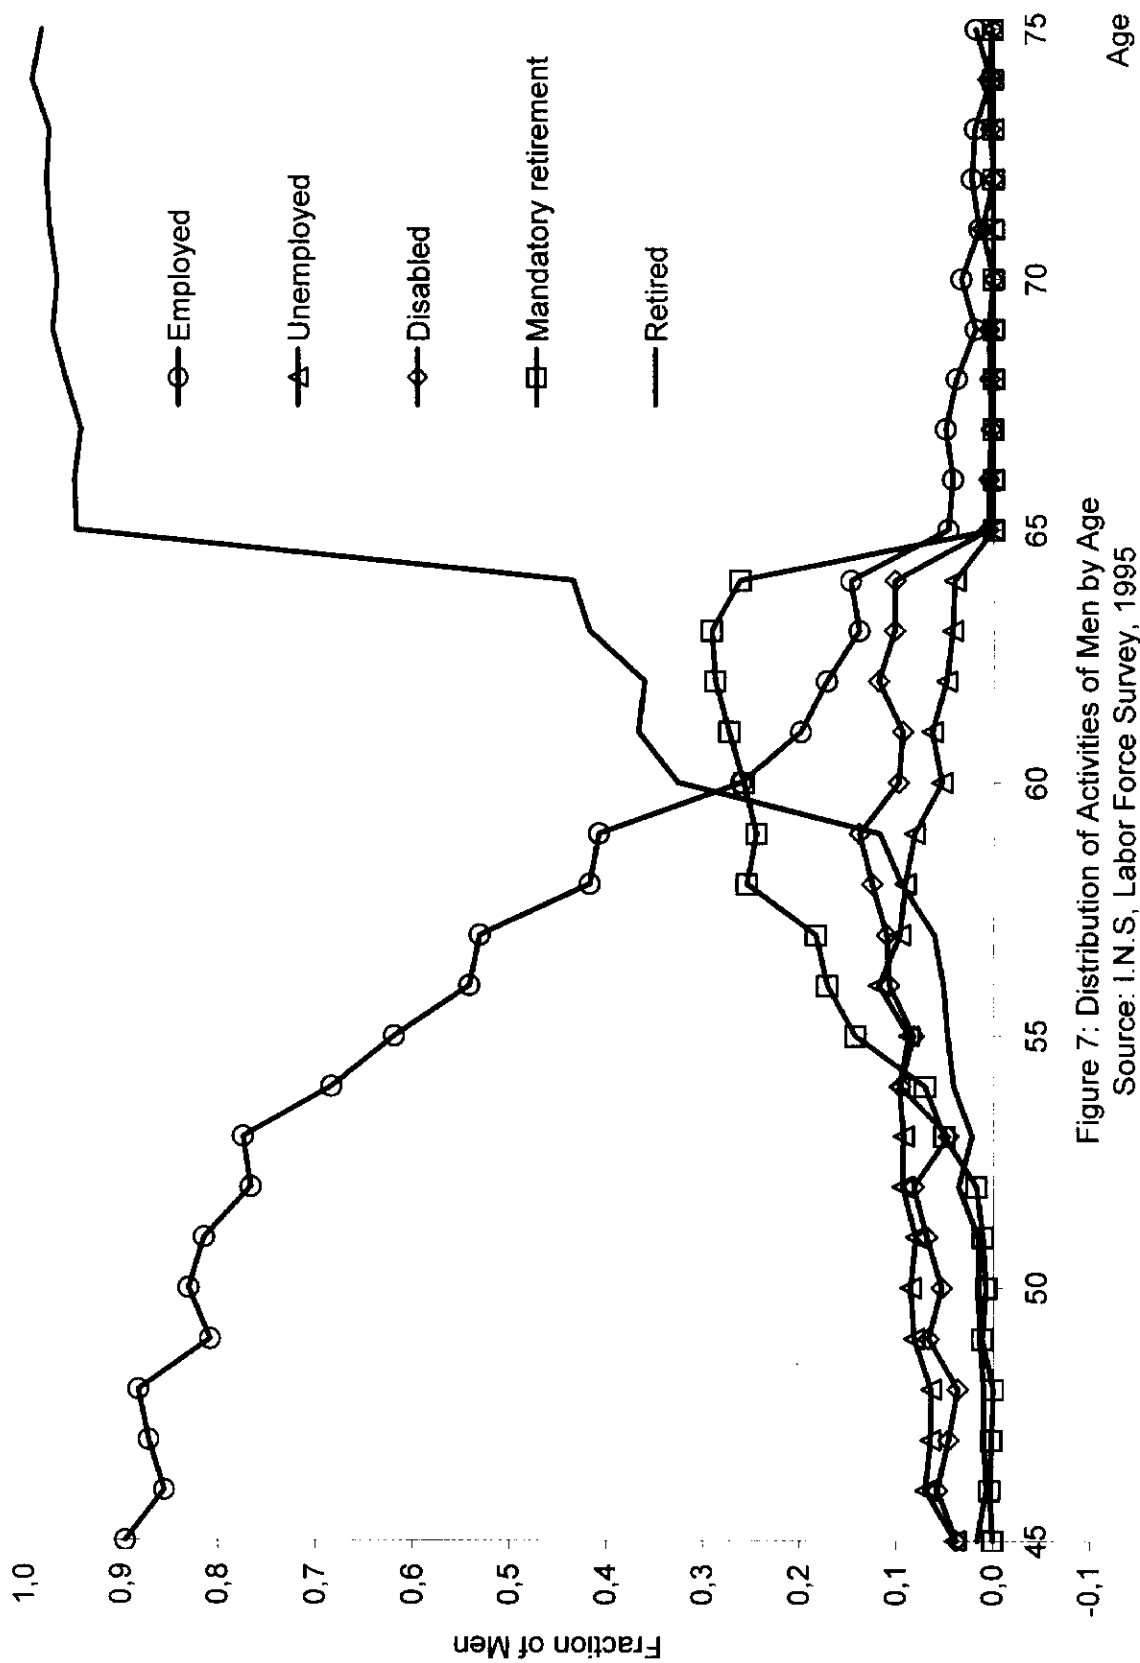 Fraction of Men
1,0
0,9
0,8
0,7
0,6
0,5
0,4
0,3
0,2
0,1
0,0
-0,1
45
50
55
60
65
70
75
Age
Employed
Unemployed
Disabled
Mandatory retirement
Retired
Figure 7: Distribution of Activities of Men by Age
Source: I.N.S, Labor Force Survey, 1995